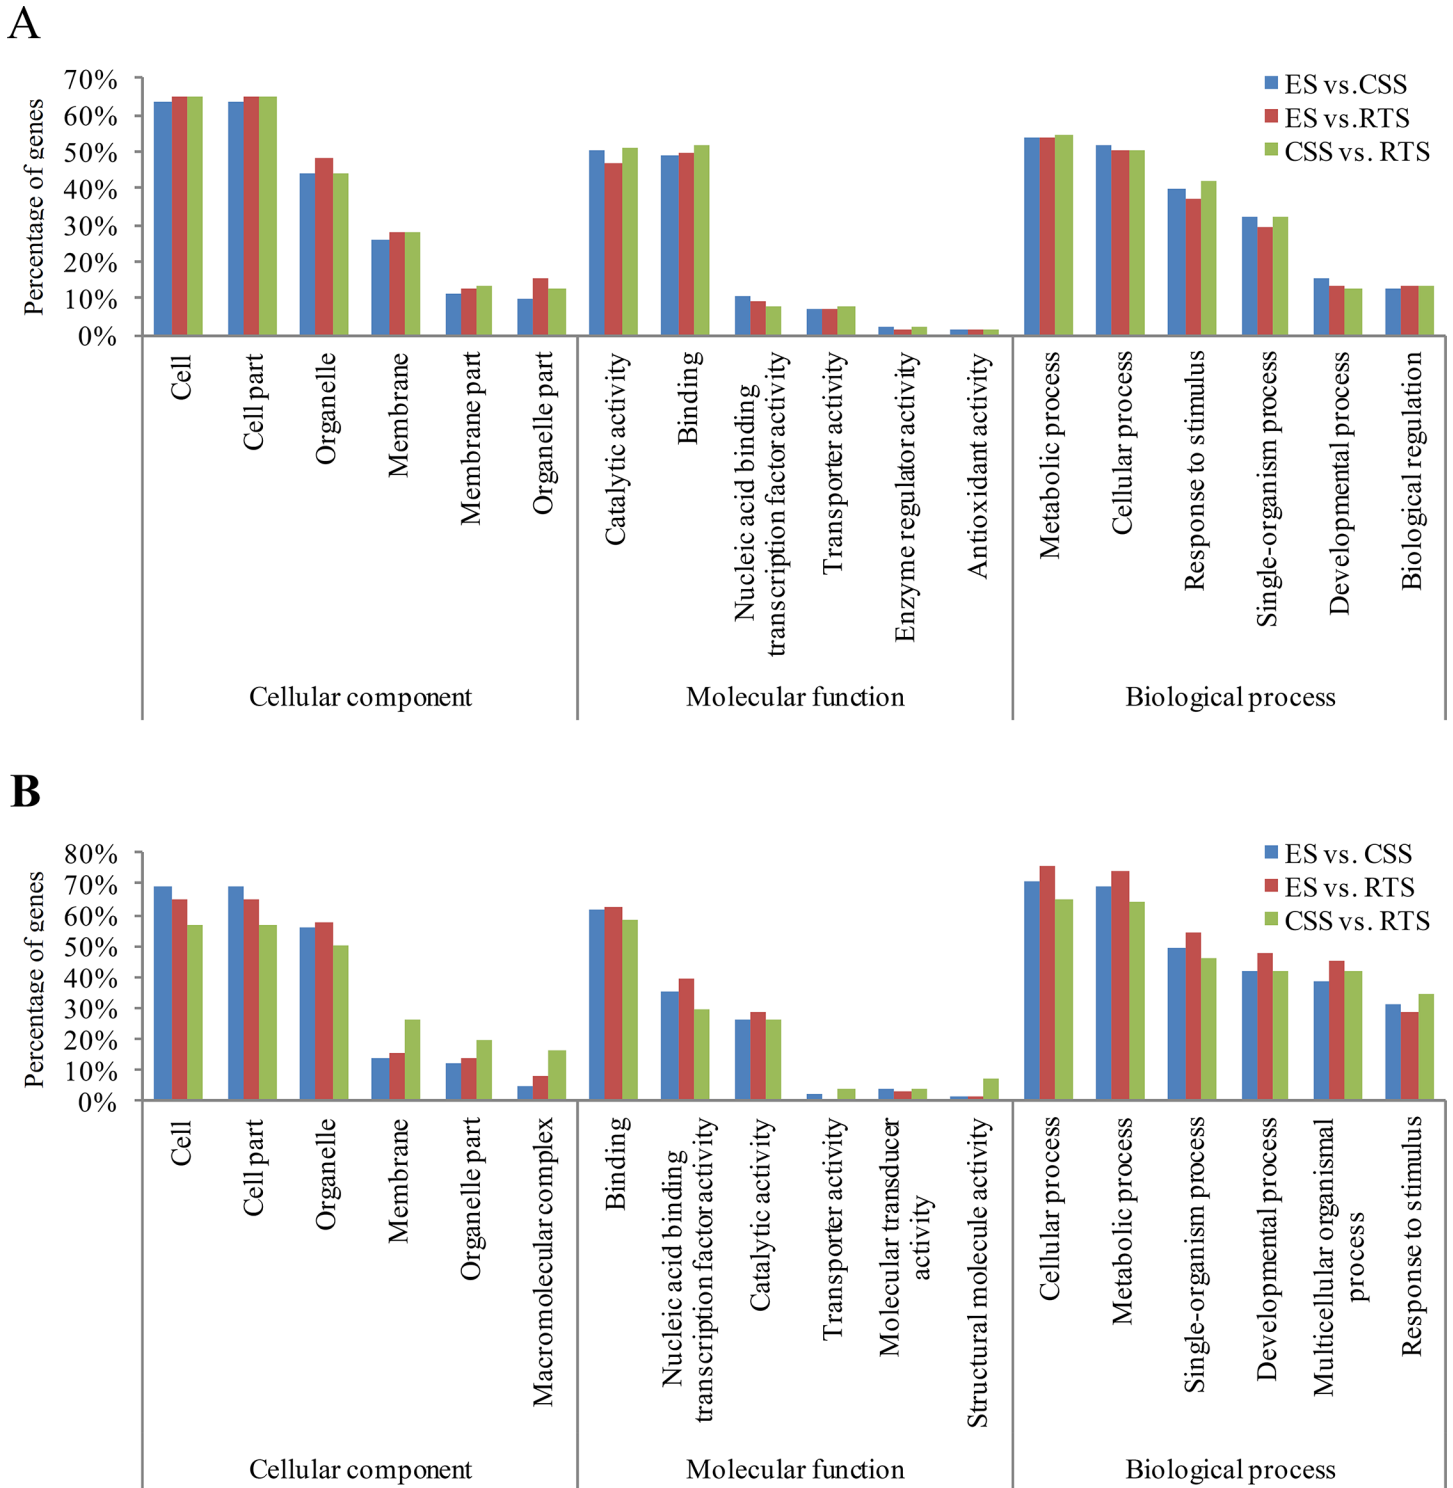 A
Percentage of genes
70%
60%
50%
40%
30%
20%
10%
0%
ES vs.CSS
ES vs.RTS
CSS vs. RTS
Cell
Cell part
Organelle
Membrane
Membrane part
Organelle part
Catalytic activity
Binding
Nucleic acid binding
transcription factor activity
Transporter activity
Enzyme regulator activity
Antioxidant activity
Metabolic process
Cellular process
Response to stimulus
Single-organism process
Developmental process
Biological regulation
Cellular component
Molecular function
Biological process
B
Percentage of genes
80%
70%
60%
50%
40%
30%
20%
10%
0%
ES vs. CSS
ES vs. RTS
CSS vs. RTS
Cell
Cell part
Organelle
Membrane
Organelle part
Macromolecular complex
Binding
Nucleic acid binding
transcription factor activity
Catalytic activity
Transporter activity
Molecular transducer
activity
Structural molecule activity
Cellular process
Metabolic process
Single-organism process
Developmental process
Multicellular organismal
process
Response to stimulus
Cellular component
Molecular function
Biological process